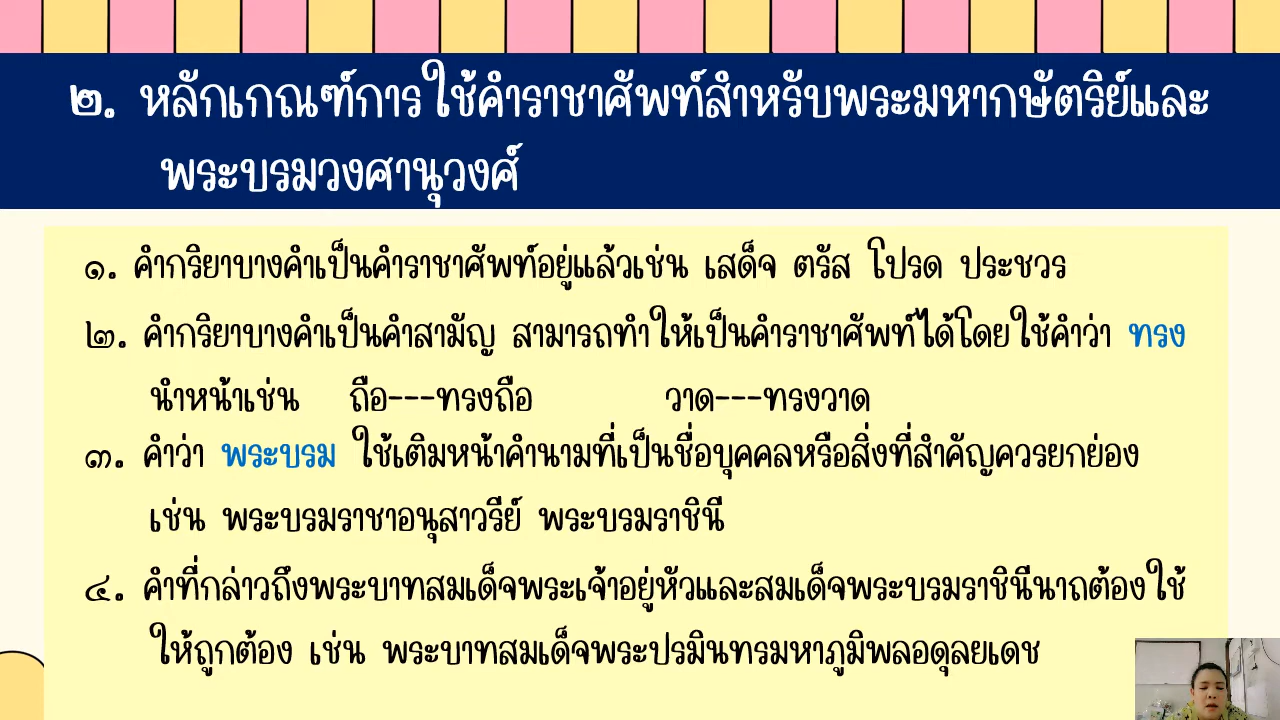 ๒. หลักเกณฑ์การใช้คำราชาศัพท์สำหรับพระมหากษัตริย์และ
พระบรมวงศานุวงศ์
๑. คำกริยาบางคำเป็นคำราชาศัพท์อยู่แล้วเช่น เสด็จ ตรัส โปรด ประชวร
๒. คำกริยาบางคำเป็นคำสามัญ สามารถทำให้เป็นคำราชาศัพท์ได้โดยใช้คำว่า ทรง
นำหน้าเช่น ถือ---ทรงถือ วาด---ทรงวาด
๓. คำว่า พระบรม ใช้เติมหน้าคำนามที่เป็นชื่อบุคคลหรือสิ่งที่สำคัญควรยกย่อง
เช่น พระบรมราชาอนุสาวรีย์ พระบรมราชินี
๔. คำที่กล่าวถึงพระบาทสมเด็จพระเจ้าอยู่หัวและสมเด็จพระบรมราชินีนาถต้องใช้
ให้ถูกต้อง เช่น พระบาทสมเด็จพระปรมินทรมหาภูมิพลอดุลยเดช